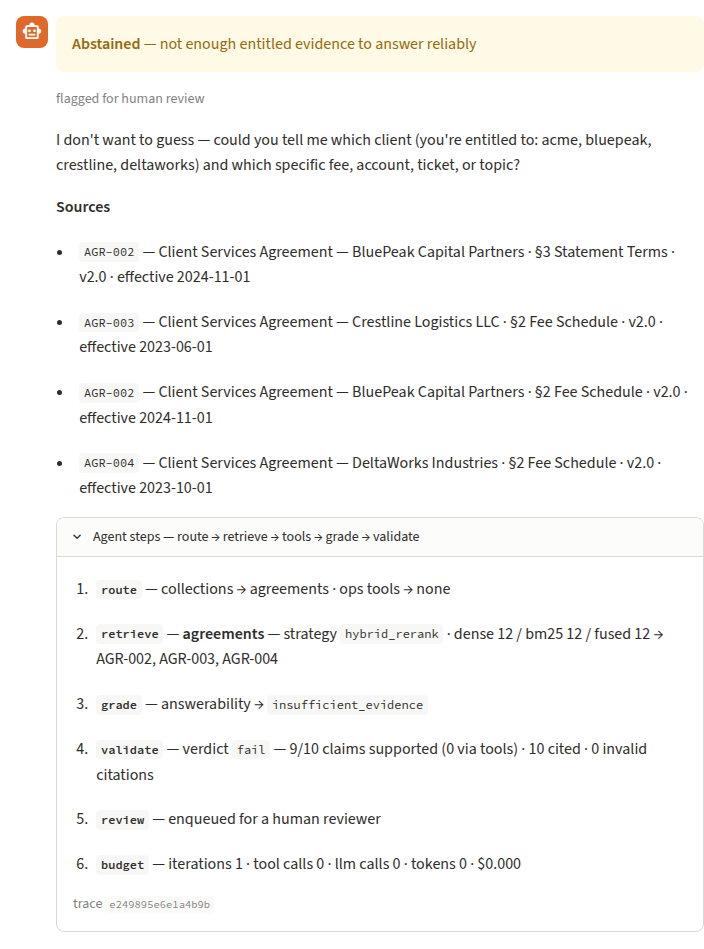 Abstained — not enough entitled evidence to answer reliably
flagged for human review
I don't want to guess — could you tell me which client (you're entitled to: acme, bluepeak,
crestline, deltaworks) and which specific fee, account, ticket, or topic?
Sources
• AGR-002 — Client Services Agreement — BluePeak Capital Partners · §3 Statement Terms ·
v2.0 · effective 2024-11-01
• AGR-003 — Client Services Agreement — Crestline Logistics LLC · §2 Fee Schedule · v2.0 ·
effective 2023-06-01
• AGR-002 — Client Services Agreement — BluePeak Capital Partners · §2 Fee Schedule · v2.0 ·
effective 2024-11-01
• AGR-004 — Client Services Agreement — DeltaWorks Industries · §2 Fee Schedule · v2.0 ·
effective 2023-10-01
Agent steps — route → retrieve → tools → grade → validate
1. route — collections → agreements · ops tools → none
2. retrieve — agreements — strategy hybrid_rerank · dense 12 / bm25 12 / fused 12 →
AGR-002, AGR-003, AGR-004
3. grade — answerability → insufficient_evidence
4. validate — verdict fail — 9/10 claims supported (0 via tools) · 10 cited · 0 invalid
citations
5. review — enqueued for a human reviewer
6. budget — iterations 1 · tool calls 0 · llm calls 0 · tokens 0 · $0.000
trace e249895e6e1a4b9b